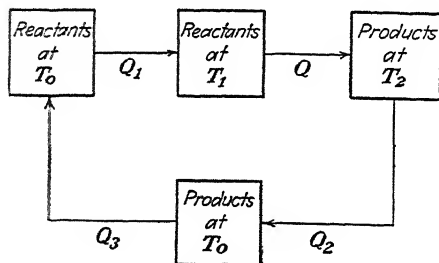 Reactants
at
T₀
Q₁
Reactants
at
T₁
Q
Products
at
T₂
Products
at
T₀
Q₃
Q₂